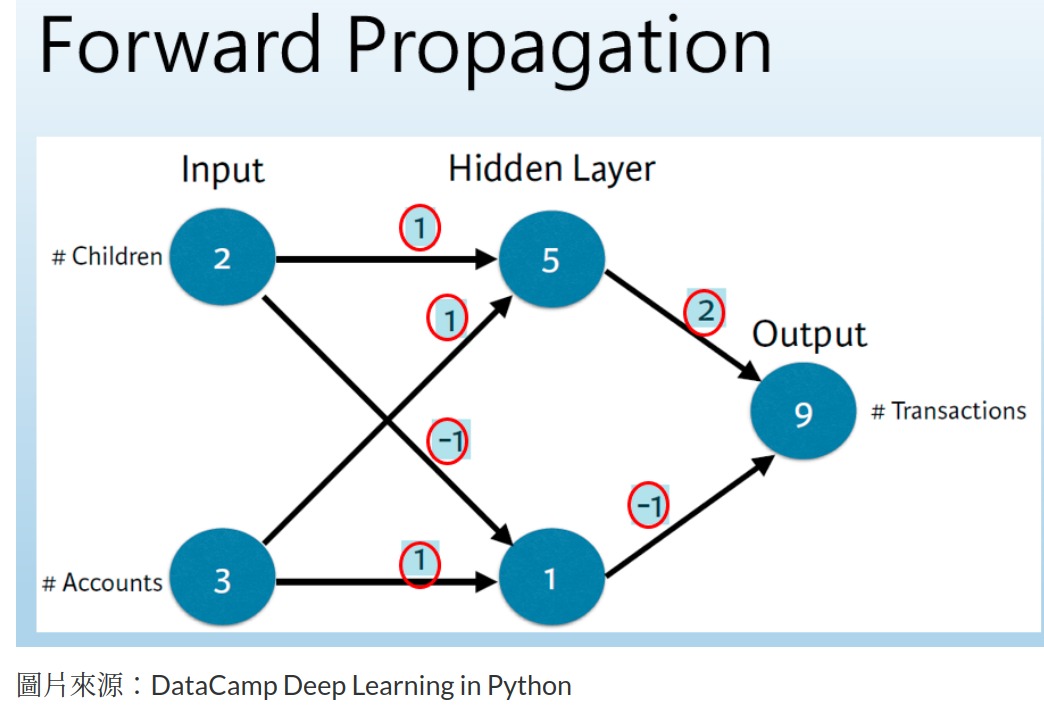 Forward Propagation
Input
Hidden Layer
1
# Children
2
5
1
2
Output
9
# Transactions
-1
-1
1
# Accounts
3
1
圖片來源：DataCamp Deep Learning in Python